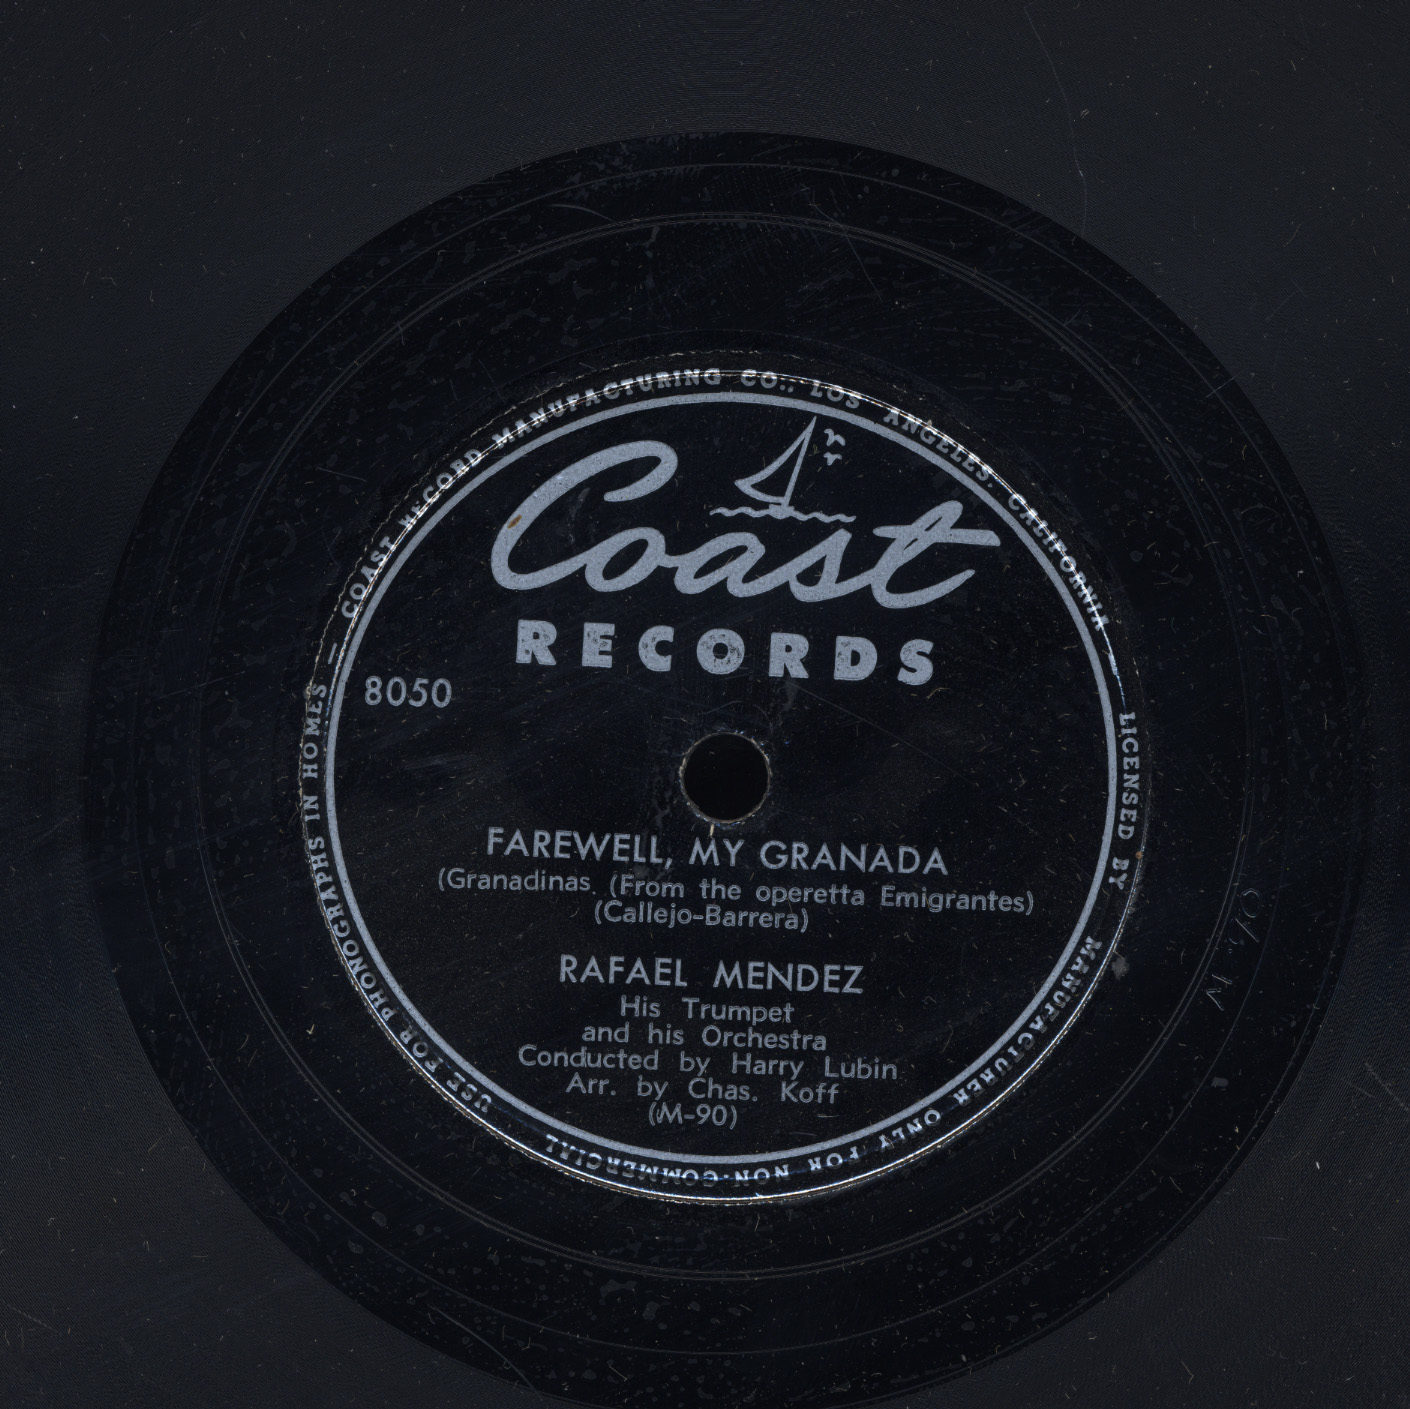 COAST RECORD MANUFACTURING CO., LOS ANGELES, CALIFORNIA
LICENSED BY MANUFACTURER ONLY FOR NON-COMMERCIAL USE FOR PHONOGRAPHS IN HOMES —
Coast
RECORDS
8050
FAREWELL, MY GRANADA
(Granadinas (From the operetta Emigrantes)
(Callejo-Barrera)
RAFAEL MENDEZ
His Trumpet
and his Orchestra
Conducted by Harry Lubin
Arr. by Chas. Koff
(M-90)